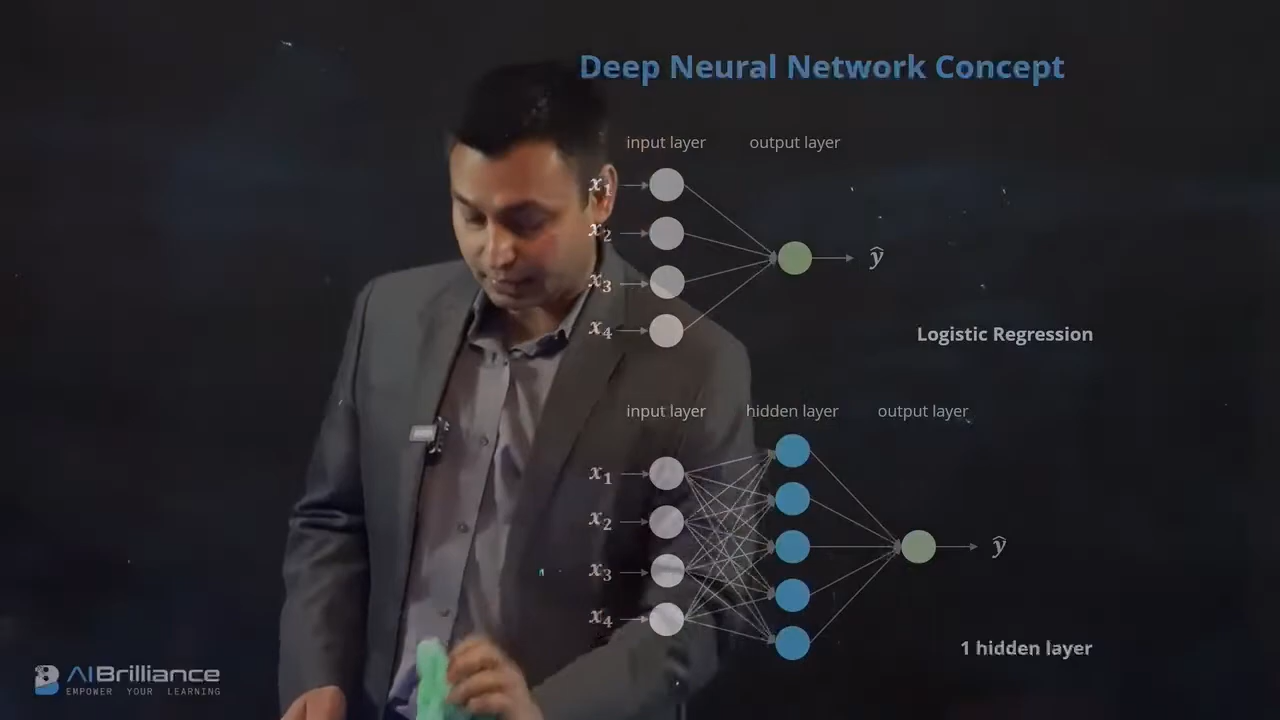 Deep Neural Network Concept
input layer output layer
x₁
x₂
ŷ
x₃
x₄
Logistic Regression
input layer hidden layer output layer
x₁
x₂
ŷ
x₃
x₄
1 hidden layer
AIBrilliance
EMPOWER YOUR LEARNING